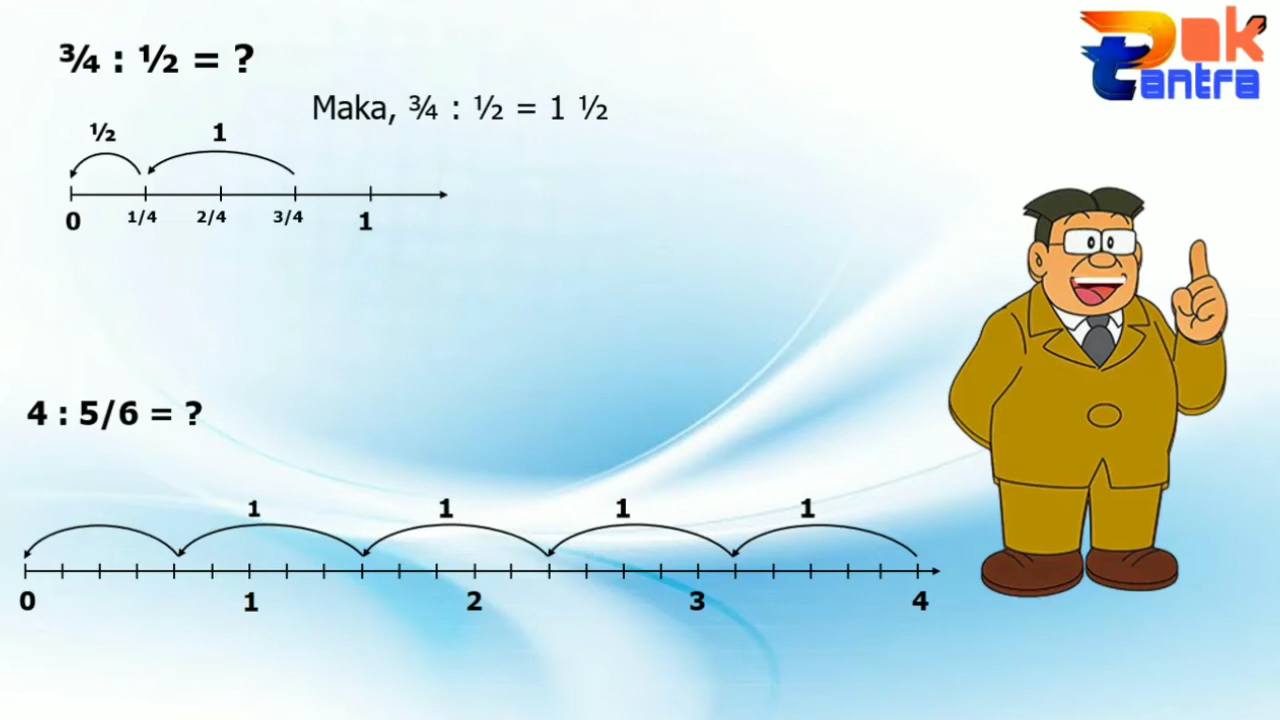 ¾ : ½ = ?
Maka, ¾ : ½ = 1 ½
½ 1
0 1/4 2/4 3/4 1
4 : 5/6 = ?
1 1 1 1
0 1 2 3 4
Pak
Tantra